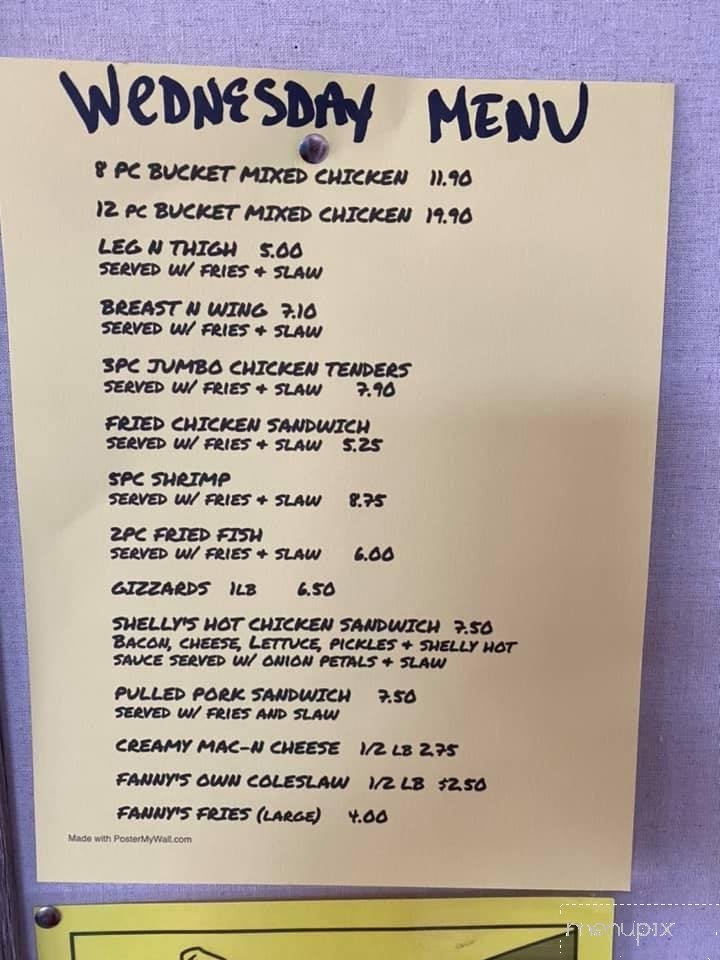 WEDNESDAY MENU
8 PC BUCKET MIXED CHICKEN 11.90
12 PC BUCKET MIXED CHICKEN 19.90
LEG N THIGH 5.00
SERVED W/ FRIES + SLAW
BREAST N WING 7.10
SERVED W/ FRIES + SLAW
3PC JUMBO CHICKEN TENDERS
SERVED W/ FRIES + SLAW 7.90
FRIED CHICKEN SANDWICH
SERVED W/ FRIES + SLAW 5.25
5PC SHRIMP
SERVED W/ FRIES + SLAW 8.75
2PC FRIED FISH
SERVED W/ FRIES + SLAW 6.00
GIZZARDS 1LB 6.50
SHELLY'S HOT CHICKEN SANDWICH 7.50
BACON, CHEESE, LETTUCE, PICKLES + SHELLY HOT
SAUCE SERVED W/ ONION PETALS + SLAW
PULLED PORK SANDWICH 7.50
SERVED W/ FRIES AND SLAW
CREAMY MAC-N CHEESE 1/2 LB 2.75
FANNY'S OWN COLESLAW 1/2 LB $2.50
FANNY'S FRIES (LARGE) 4.00
Made with PosterMyWall.com
menupix